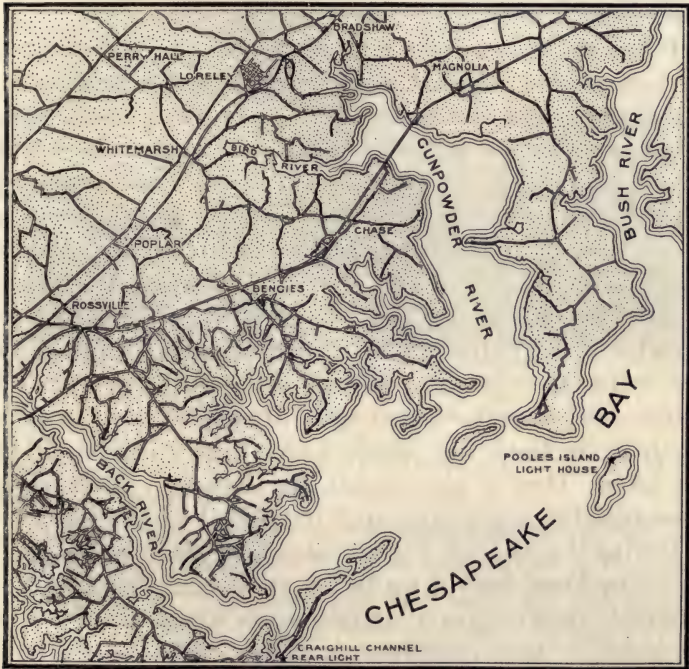 BRADSHAW
PERRY HALL
LORELEY
MAGNOLIA
WHITEMARSH
BIRD
RIVER
GUNPOWDER
RIVER
BUSH RIVER
CHASE
POPLAR
BENGIES
ROSSVILLE
BAY
POOLES ISLAND
LIGHT HOUSE
BACK RIVER
CHESAPEAKE
CRAIGHILL CHANNEL
REAR LIGHT